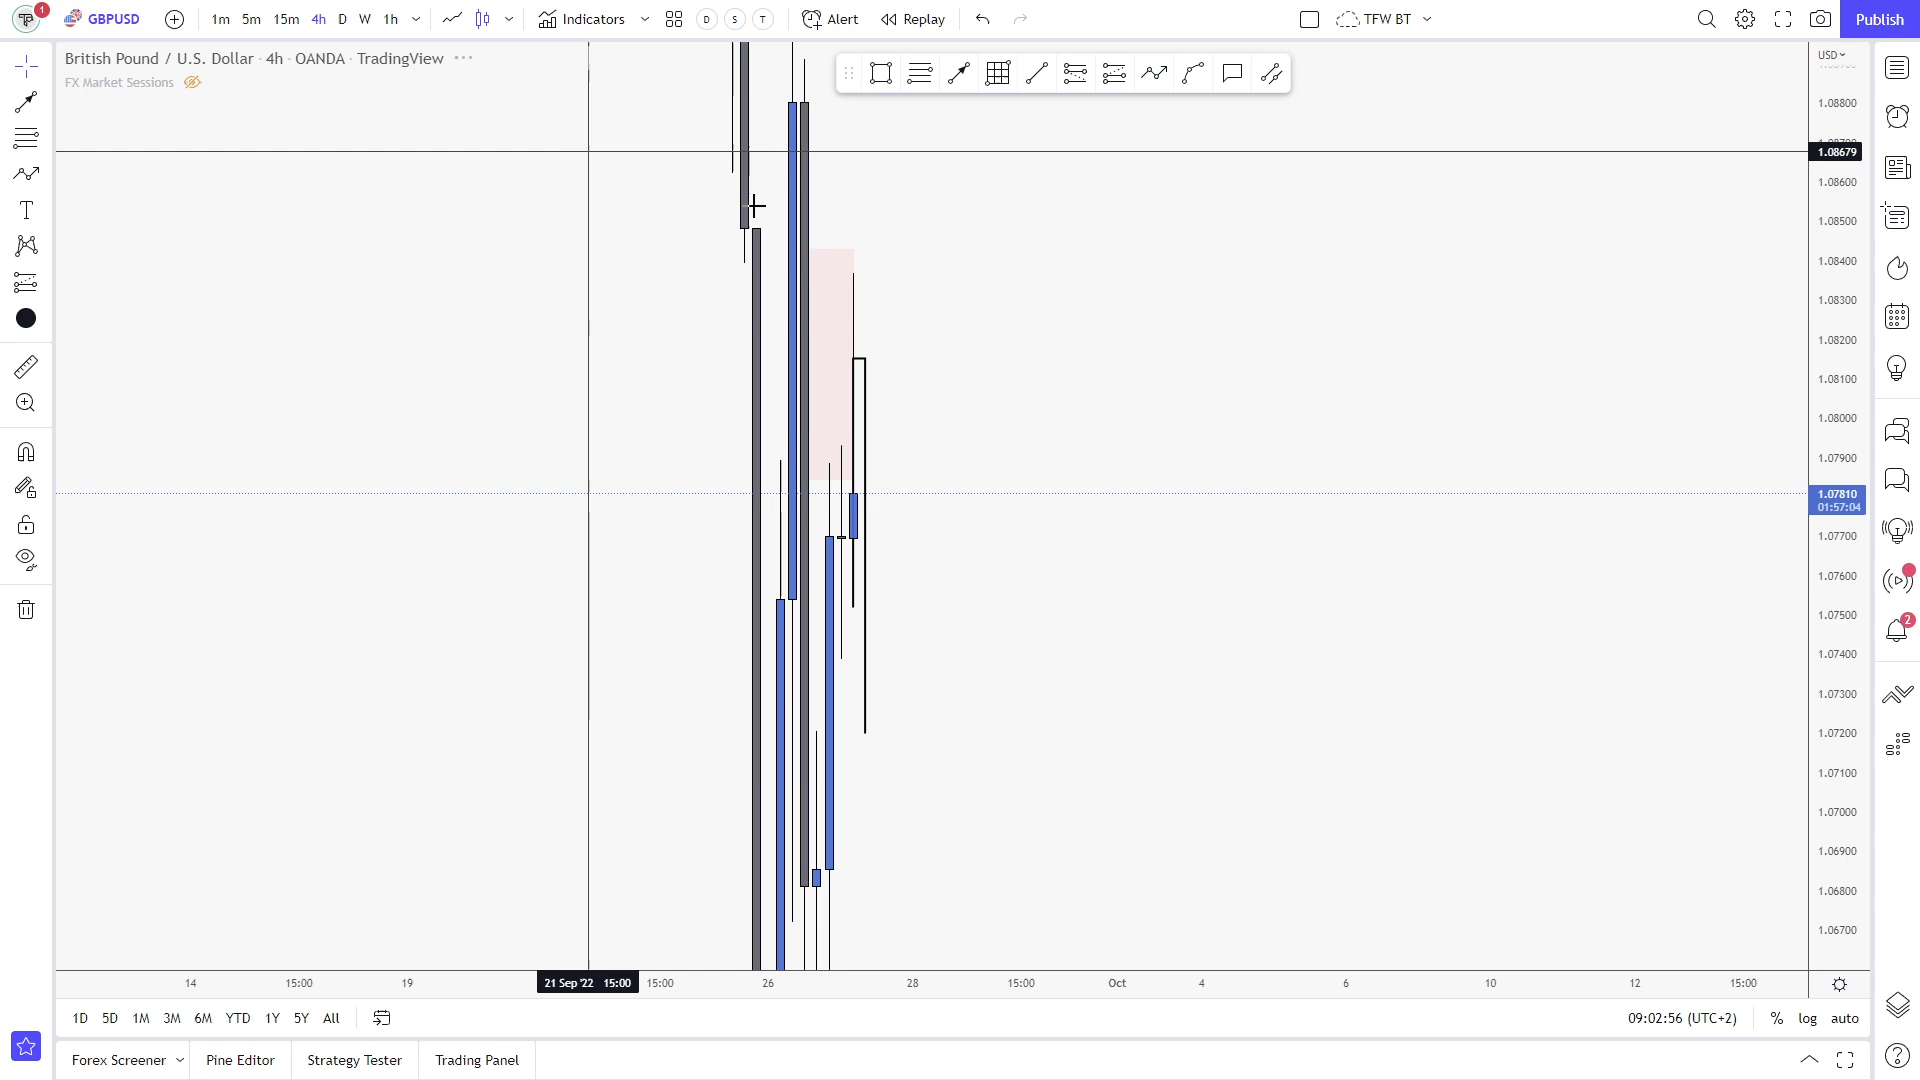 1
GBPUSD
1m 5m 15m 4h D W 1h
Indicators
D S T
Alert
Replay
TFW BT
Publish
British Pound / U.S. Dollar · 4h · OANDA · TradingView
FX Market Sessions
USD
1.08800
1.08679
1.08600
1.08500
1.08400
1.08300
1.08200
1.08100
1.08000
1.07900
1.07810
01:57:04
1.07700
1.07600
1.07500
1.07400
1.07300
1.07200
1.07100
1.07000
1.06900
1.06800
1.06700
2
14 15:00 19 21 Sep '22 15:00 15:00 26 28 15:00 Oct 4 6 10 12 15:00
1D 5D 1M 3M 6M YTD 1Y 5Y All
09:02:56 (UTC+2) % log auto
Forex Screener Pine Editor Strategy Tester Trading Panel